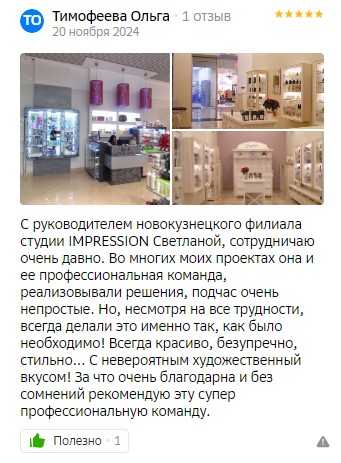 ТО
Тимофеева Ольга · 1 отзыв
20 ноября 2024
С руководителем новокузнецкого филиала
студии IMPRESSION Светланой, сотрудничаю
очень давно. Во многих моих проектах она и
ее профессиональная команда,
реализовывали решения, подчас очень
непростые. Но, несмотря на все трудности,
всегда делали это именно так, как было
необходимо! Всегда красиво, безупречно,
стильно... С невероятным художественный
вкусом! За что очень благодарна и без
сомнений рекомендую эту супер
профессиональную команду.
Полезно · 1